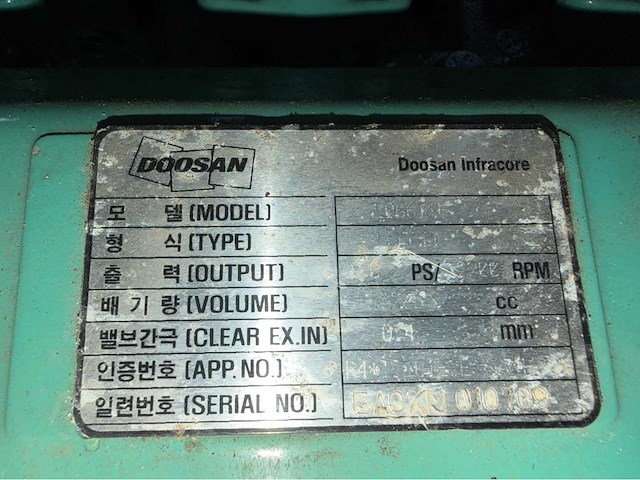 DOOSAN
Doosan Infracore
모 델 (MODEL)
형 식 (TYPE)
출 력 (OUTPUT) PS/ RPM
배 기 량 (VOLUME) cc
밸브간극 (CLEAR EX.IN) mm
인증번호 (APP. NO.)
일련번호 (SERIAL NO.)